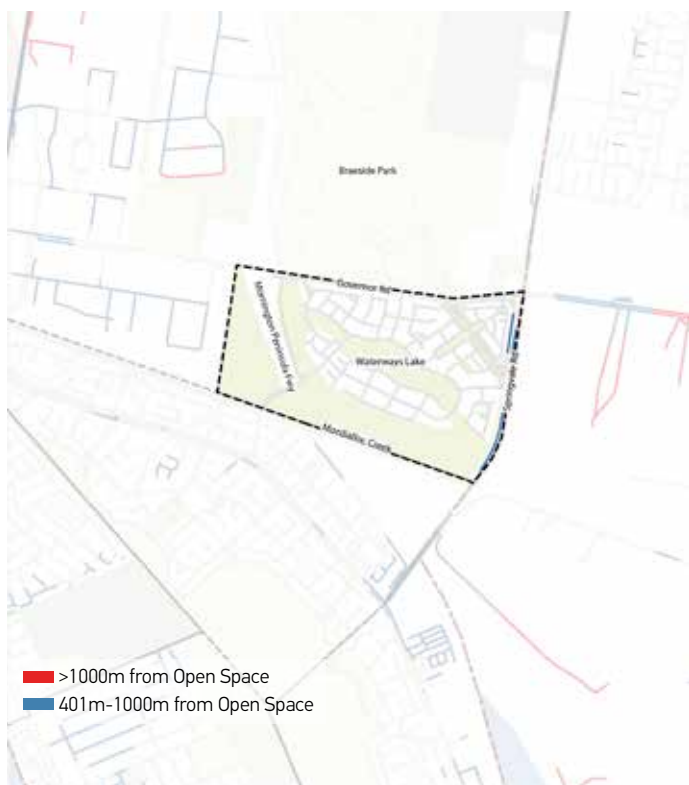 Braeside Park
Governor Rd
Mornington Peninsula Fwy
Waterways Lake
Springvale Rd
Mordialloc Creek
>1000m from Open Space
401m-1000m from Open Space